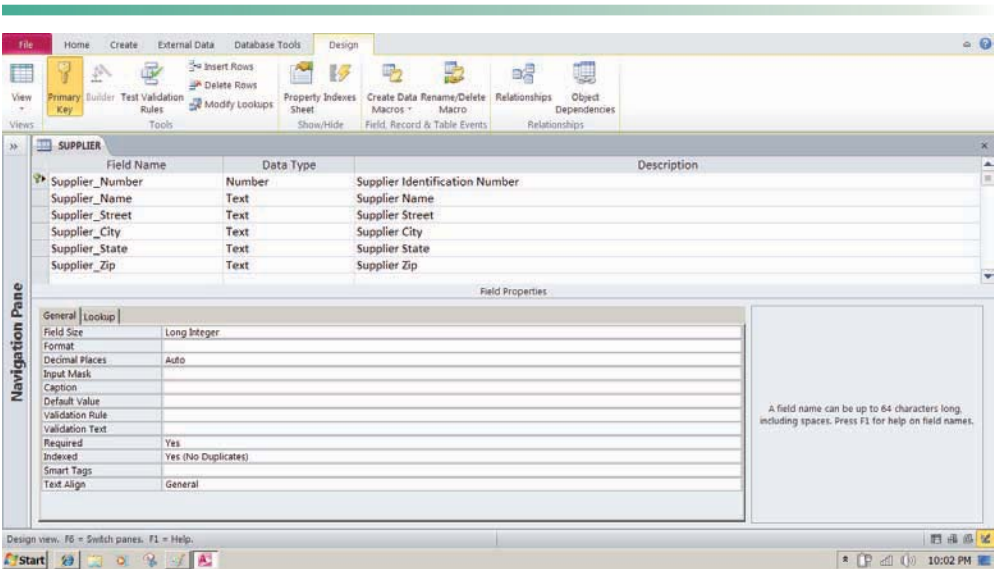 File Home Create External Data Database Tools Design
View
Views
Primary Key
Builder
Test Validation Rules
Insert Rows
Delete Rows
Modify Lookups
Tools
Property Sheet
Indexes
Show/Hide
Create Data Macros
Rename/Delete Macro
Field, Record & Table Events
Relationships
Object Dependencies
Relationships
SUPPLIER
Field Name Data Type Description
Supplier_Number Number Supplier Identification Number
Supplier_Name Text Supplier Name
Supplier_Street Text Supplier Street
Supplier_City Text Supplier City
Supplier_State Text Supplier State
Supplier_Zip Text Supplier Zip
Navigation Pane
Field Properties
General Lookup
Field Size Long Integer
Format
Decimal Places Auto
Input Mask
Caption
Default Value
Validation Rule
Validation Text
Required Yes
Indexed Yes (No Duplicates)
Smart Tags
Text Align General
A field name can be up to 64 characters long,
including spaces. Press F1 for help on field names.
Design view. F6 = Switch panes. F1 = Help.
Start 10:02 PM